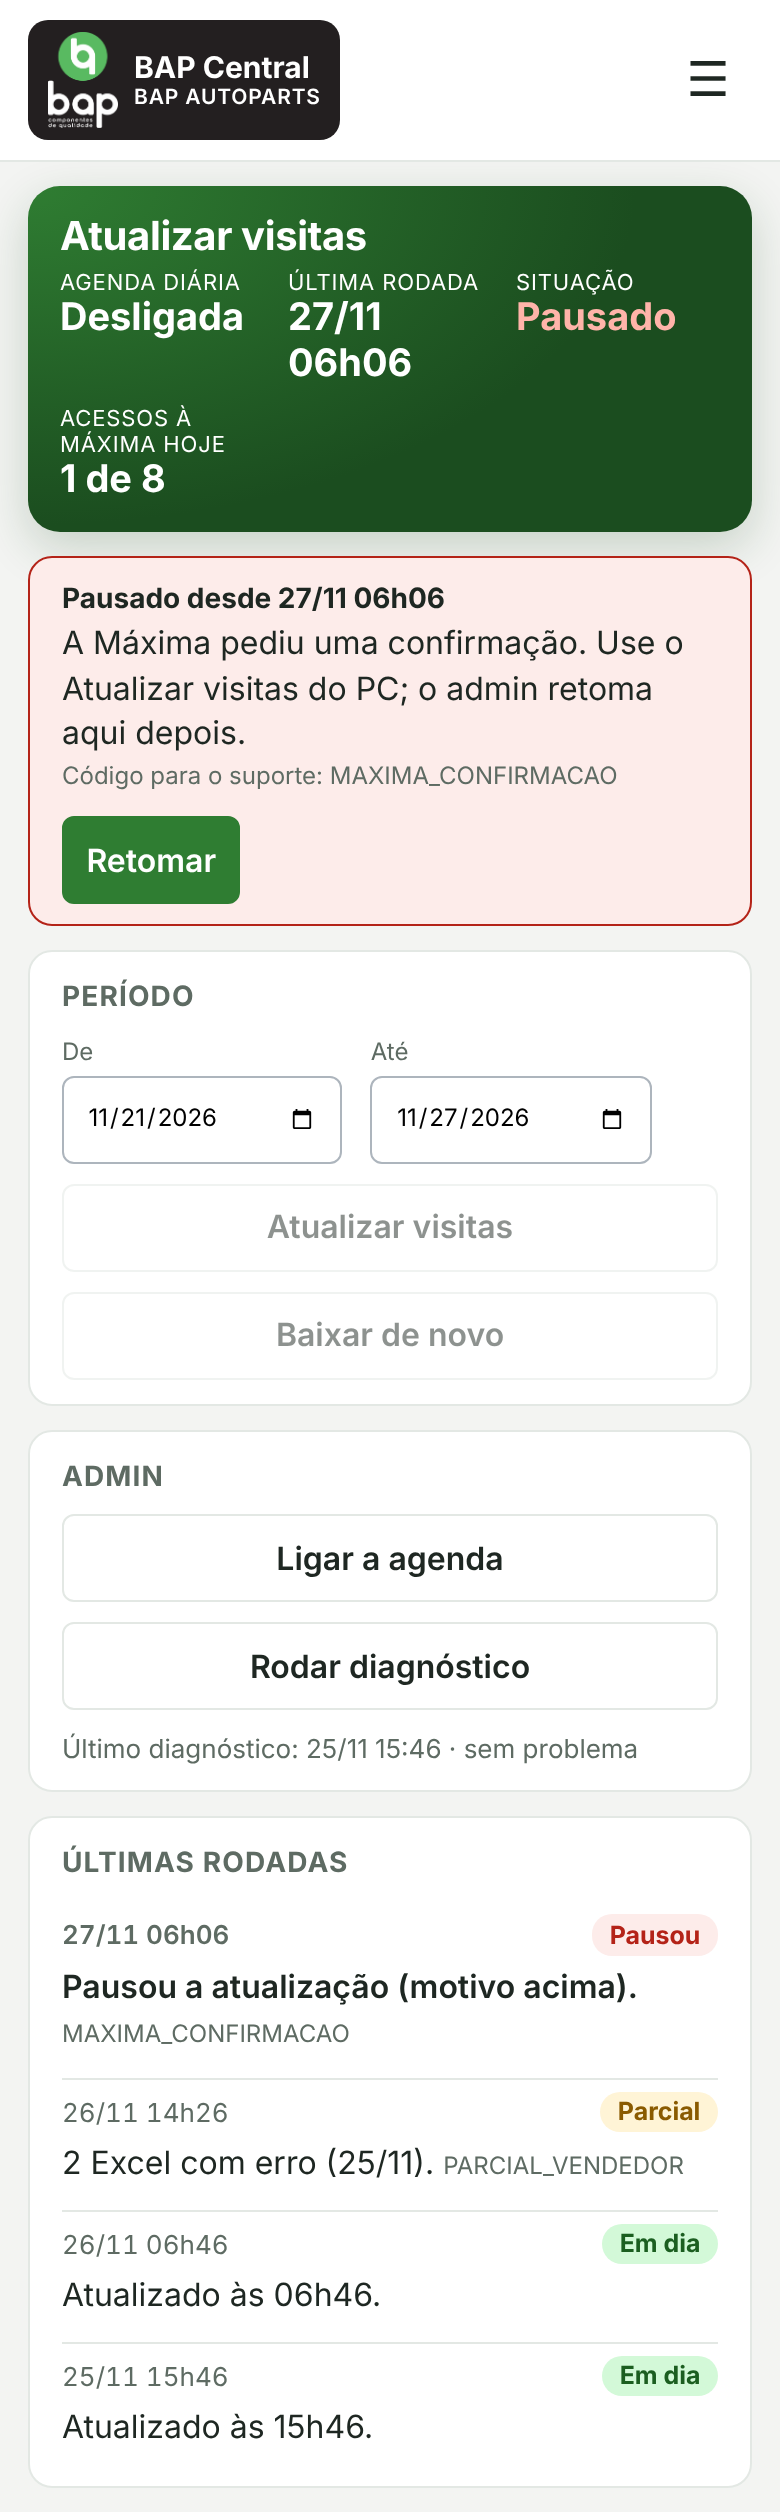 bap
componentes
de qualidade
BAP Central
BAP AUTOPARTS
Atualizar visitas
AGENDA DIÁRIA
Desligada
ÚLTIMA RODADA
27/11
06h06
SITUAÇÃO
Pausado
ACESSOS À
MÁXIMA HOJE
1 de 8
Pausado desde 27/11 06h06
A Máxima pediu uma confirmação. Use o
Atualizar visitas do PC; o admin retoma
aqui depois.
Código para o suporte: MAXIMA_CONFIRMACAO
Retomar
PERÍODO
De
Até
11/21/2026
11/27/2026
Atualizar visitas
Baixar de novo
ADMIN
Ligar a agenda
Rodar diagnóstico
Último diagnóstico: 25/11 15:46 · sem problema
ÚLTIMAS RODADAS
27/11 06h06
Pausou
Pausou a atualização (motivo acima).
MAXIMA_CONFIRMACAO
26/11 14h26
Parcial
2 Excel com erro (25/11). PARCIAL_VENDEDOR
26/11 06h46
Em dia
Atualizado às 06h46.
25/11 15h46
Em dia
Atualizado às 15h46.